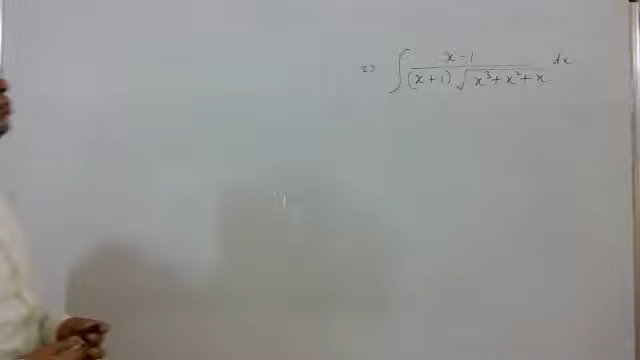 2) ∫ (x-1) / ((x+1) √(x³+x²+x)) dx